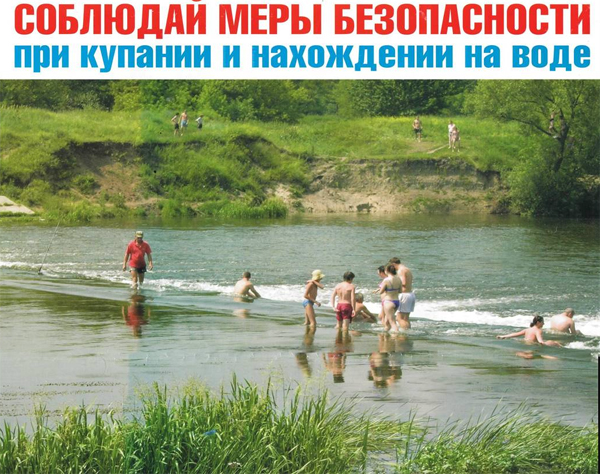 СОБЛЮДАЙ МЕРЫ БЕЗОПАСНОСТИ
при купании и нахождении на воде